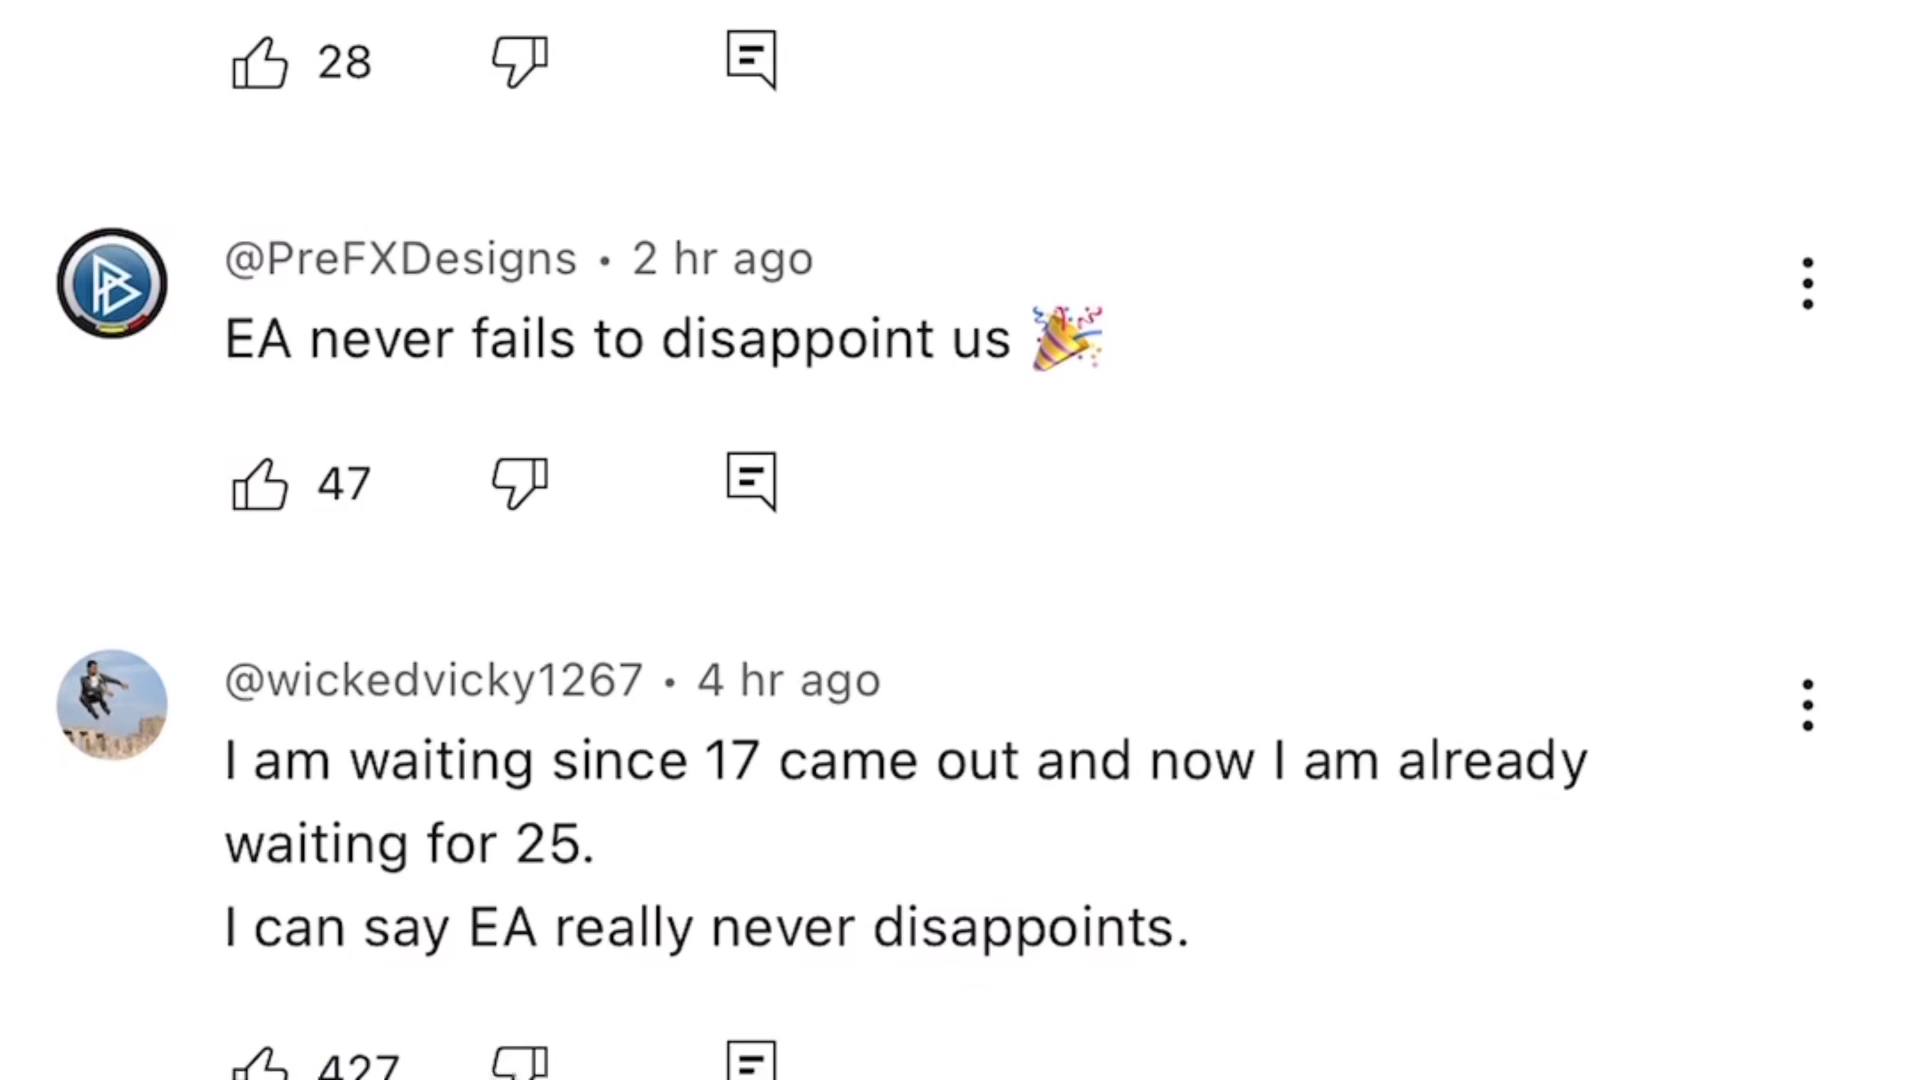 28
@PreFXDesigns • 2 hr ago
EA never fails to disappoint us 🎉
47
@wickedvicky1267 • 4 hr ago
I am waiting since 17 came out and now I am already
waiting for 25.
I can say EA really never disappoints.
427